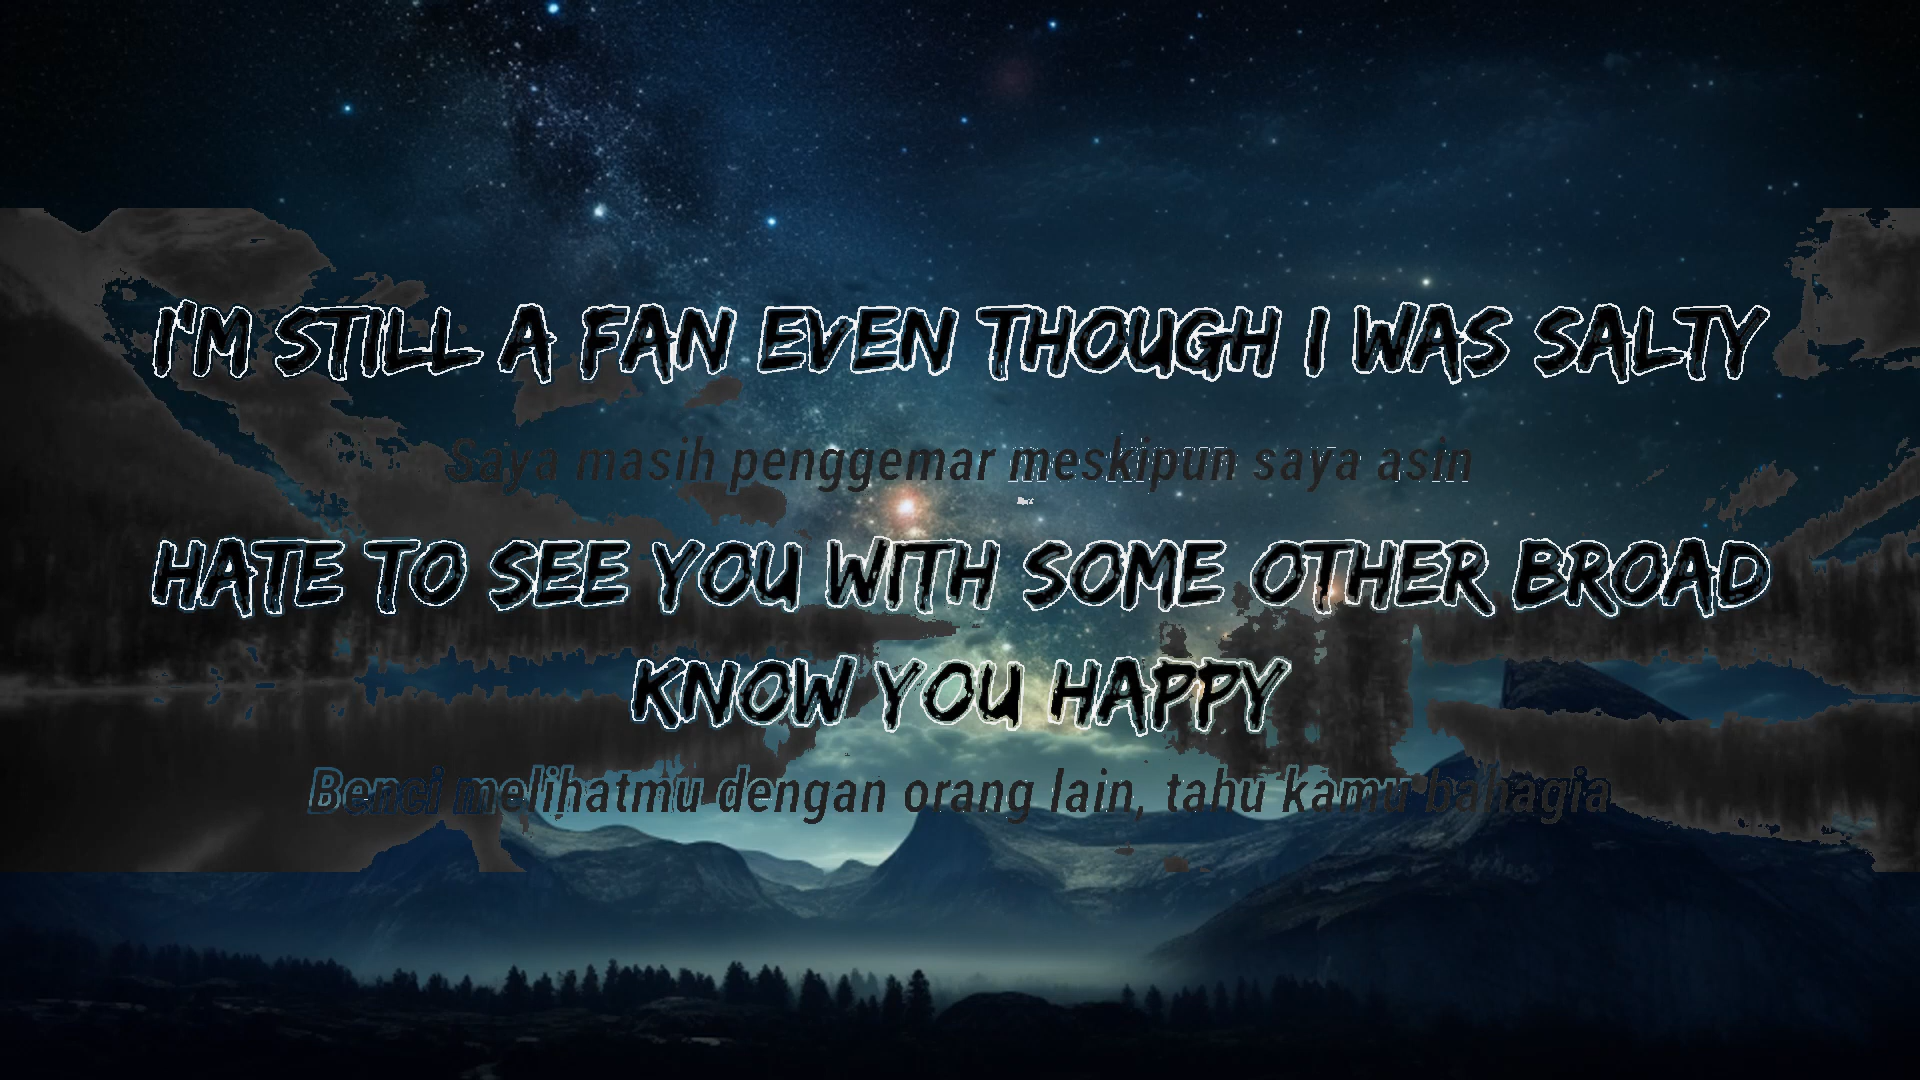 I'M STILL A FAN EVEN THOUGH I WAS SALTY
Saya masih penggemar meskipun saya asin
HATE TO SEE YOU WITH SOME OTHER BROAD
KNOW YOU HAPPY
Benci melihatmu dengan orang lain, tahu kamu bahagia